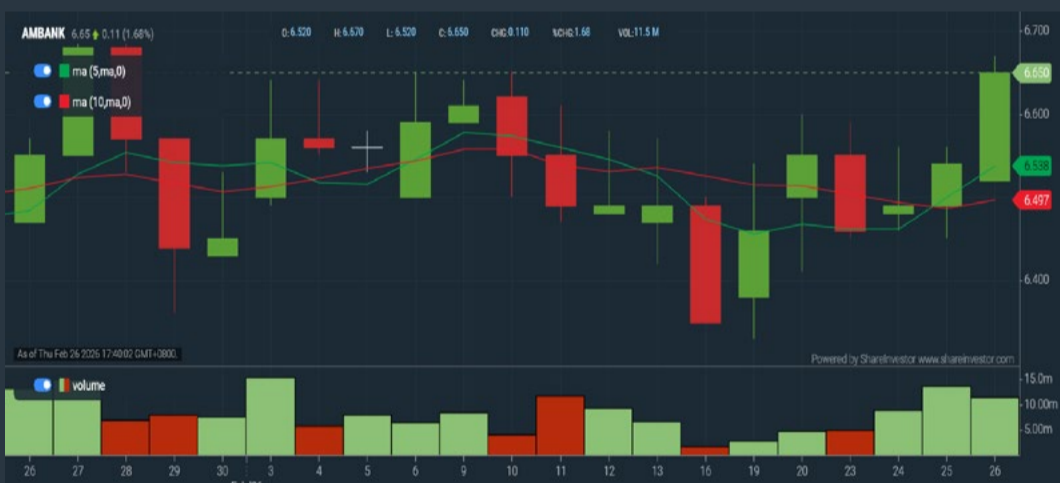 AMBANK 6.65 0.11 (1.68%) O: 6.520 H: 6.670 L: 6.520 C: 6.650 CHG:0.110 %CHG:1.68 VOL:11.5 M
ma (5,ma,0)
ma (10,ma,0)
6.700
6.650
6.600
6.538
6.497
6.400
As of Thu Feb 26 2026 17:40:02 GMT+0800.
Powered by ShareInvestor www.shareinvestor.com
volume
15.0m
10.00m
5.00m
26 27 28 29 30 3 4 5 6 9 10 11 12 13 16 19 20 23 24 25 26